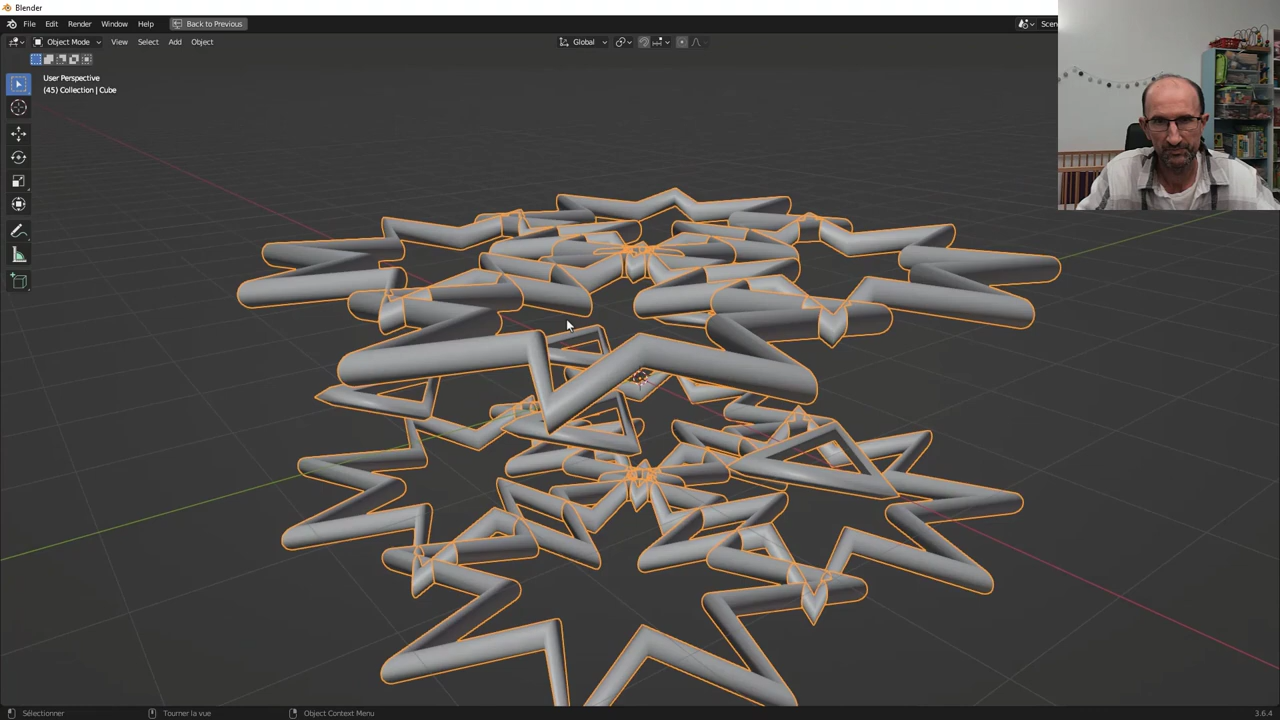 Blender
File Edit Render Window Help Back to Previous Scen
Object Mode View Select Add Object Global
User Perspective
(45) Collection | Cube
Sélectionner Tourner la vue Object Context Menu 3.6.4